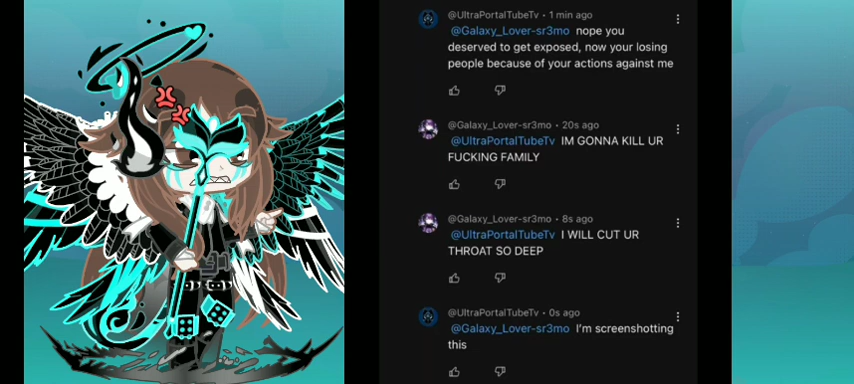 @UltraPortalTubeTv • 1 min ago
@Galaxy_Lover-sr3mo nope you
deserved to get exposed, now your losing
people because of your actions against me
@Galaxy_Lover-sr3mo • 20s ago
@UltraPortalTubeTv IM GONNA KILL UR
FUCKING FAMILY
@Galaxy_Lover-sr3mo • 8s ago
@UltraPortalTubeTv I WILL CUT UR
THROAT SO DEEP
@UltraPortalTubeTv • 0s ago
@Galaxy_Lover-sr3mo I'm screenshotting
this